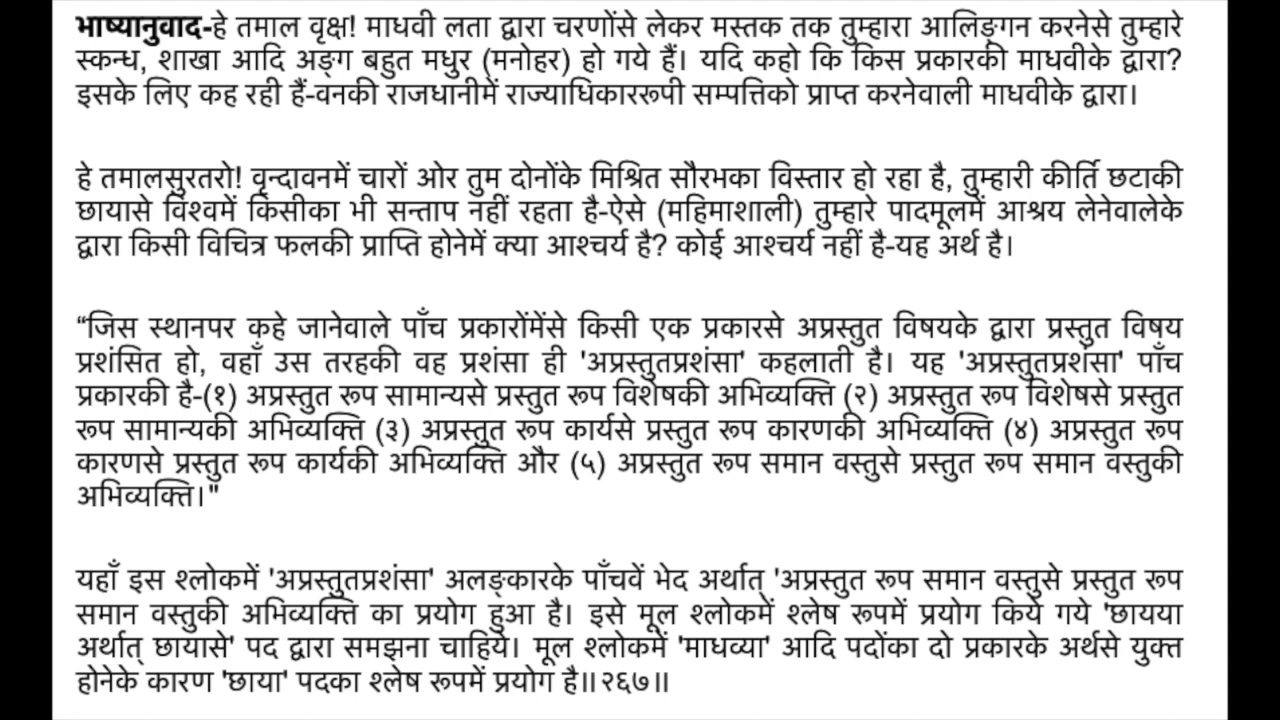 भाष्यानुवाद-हे तमाल वृक्ष! माधवी लता द्वारा चरणोंसे लेकर मस्तक तक तुम्हारा आलिङ्गन करनेसे तुम्हारे
स्कन्ध, शाखा आदि अङ्ग बहुत मधुर (मनोहर) हो गये हैं। यदि कहो कि किस प्रकारकी माधवीके द्वारा?
इसके लिए कह रही हैं-वनकी राजधानीमें राज्याधिकाररूपी सम्पत्तिको प्राप्त करनेवाली माधवीके द्वारा।
हे तमालसुरतरो! वृन्दावनमें चारों ओर तुम दोनोंके मिश्रित सौरभका विस्तार हो रहा है, तुम्हारी कीर्ति छटाकी
छायासे विश्वमें किसीका भी सन्ताप नहीं रहता है-ऐसे (महिमाशाली) तुम्हारे पादमूलमें आश्रय लेनेवालेके
द्वारा किसी विचित्र फलकी प्राप्ति होनेमें क्या आश्चर्य है? कोई आश्चर्य नहीं है-यह अर्थ है।
“जिस स्थानपर कहे जानेवाले पाँच प्रकारोंमेंसे किसी एक प्रकारसे अप्रस्तुत विषयके द्वारा प्रस्तुत विषय
प्रशंसित हो, वहाँ उस तरहकी वह प्रशंसा ही 'अप्रस्तुतप्रशंसा' कहलाती है। यह 'अप्रस्तुतप्रशंसा' पाँच
प्रकारकी है-(१) अप्रस्तुत रूप सामान्यसे प्रस्तुत रूप विशेषकी अभिव्यक्ति (२) अप्रस्तुत रूप विशेषसे प्रस्तुत
रूप सामान्यकी अभिव्यक्ति (३) अप्रस्तुत रूप कार्यसे प्रस्तुत रूप कारणकी अभिव्यक्ति (४) अप्रस्तुत रूप
कारणसे प्रस्तुत रूप कार्यकी अभिव्यक्ति और (५) अप्रस्तुत रूप समान वस्तुसे प्रस्तुत रूप समान वस्तुकी
अभिव्यक्ति।"
यहाँ इस श्लोकमें 'अप्रस्तुतप्रशंसा' अलङ्कारके पाँचवें भेद अर्थात् 'अप्रस्तुत रूप समान वस्तुसे प्रस्तुत रूप
समान वस्तुकी अभिव्यक्ति का प्रयोग हुआ है। इसे मूल श्लोकमें श्लेष रूपमें प्रयोग किये गये 'छायया
अर्थात् छायासे' पद द्वारा समझना चाहिये। मूल श्लोकमें 'माधव्या' आदि पदोंका दो प्रकारके अर्थसे युक्त
होनेके कारण 'छाया' पदका श्लेष रूपमें प्रयोग है॥२६७॥